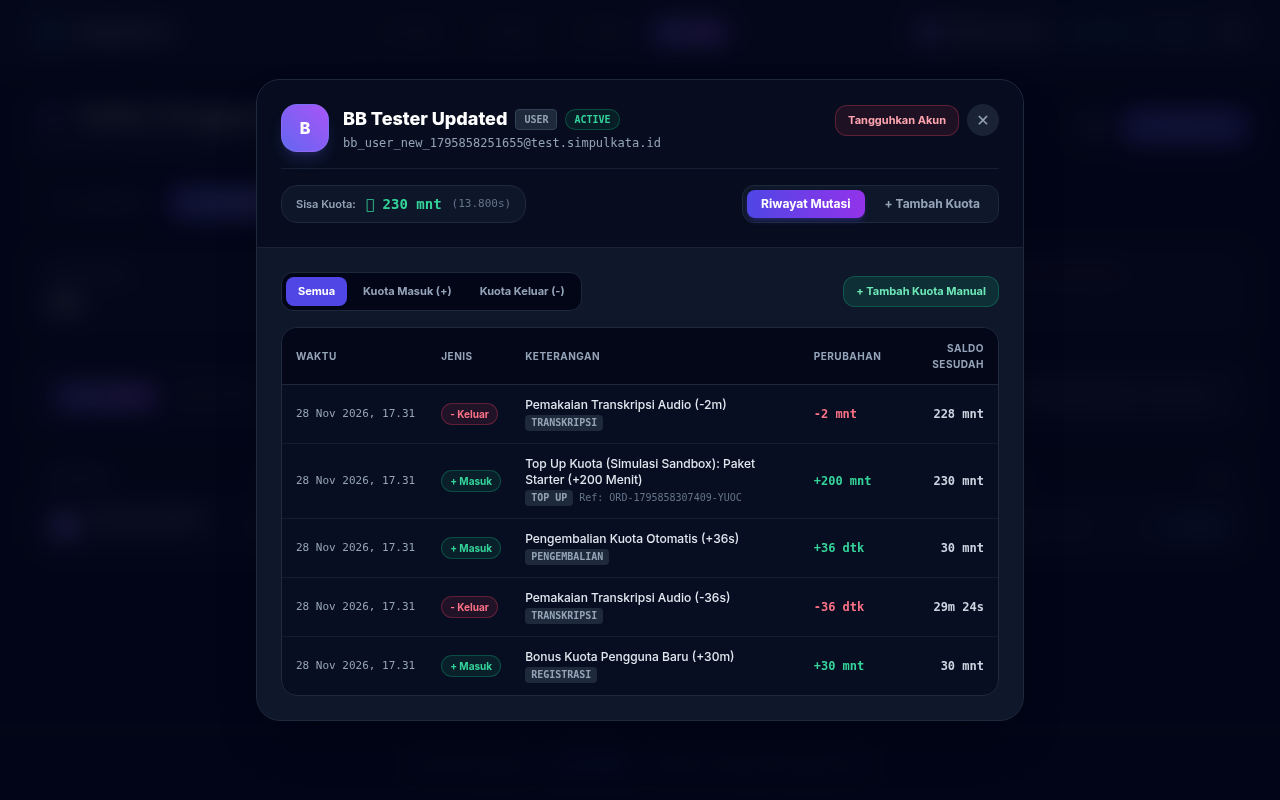 B
BB Tester Updated USER ACTIVE
bb_user_new_1795858251655@test.simpulkata.id
Tangguhkan Akun ✕
Sisa Kuota: 230 mnt (13.800s)
Riwayat Mutasi + Tambah Kuota
Semua Kuota Masuk (+) Kuota Keluar (-)
+ Tambah Kuota Manual
WAKTU JENIS KETERANGAN PERUBAHAN SALDO SESUDAH
28 Nov 2026, 17.31 - Keluar Pemakaian Transkripsi Audio (-2m) -2 mnt 228 mnt
TRANSKRIPSI
28 Nov 2026, 17.31 + Masuk Top Up Kuota (Simulasi Sandbox): Paket +200 mnt 230 mnt
Starter (+200 Menit)
TOP UP Ref: ORD-1795858307409-YUOC
28 Nov 2026, 17.31 + Masuk Pengembalian Kuota Otomatis (+36s) +36 dtk 30 mnt
PENGEMBALIAN
28 Nov 2026, 17.31 - Keluar Pemakaian Transkripsi Audio (-36s) -36 dtk 29m 24s
TRANSKRIPSI
28 Nov 2026, 17.31 + Masuk Bonus Kuota Pengguna Baru (+30m) +30 mnt 30 mnt
REGISTRASI